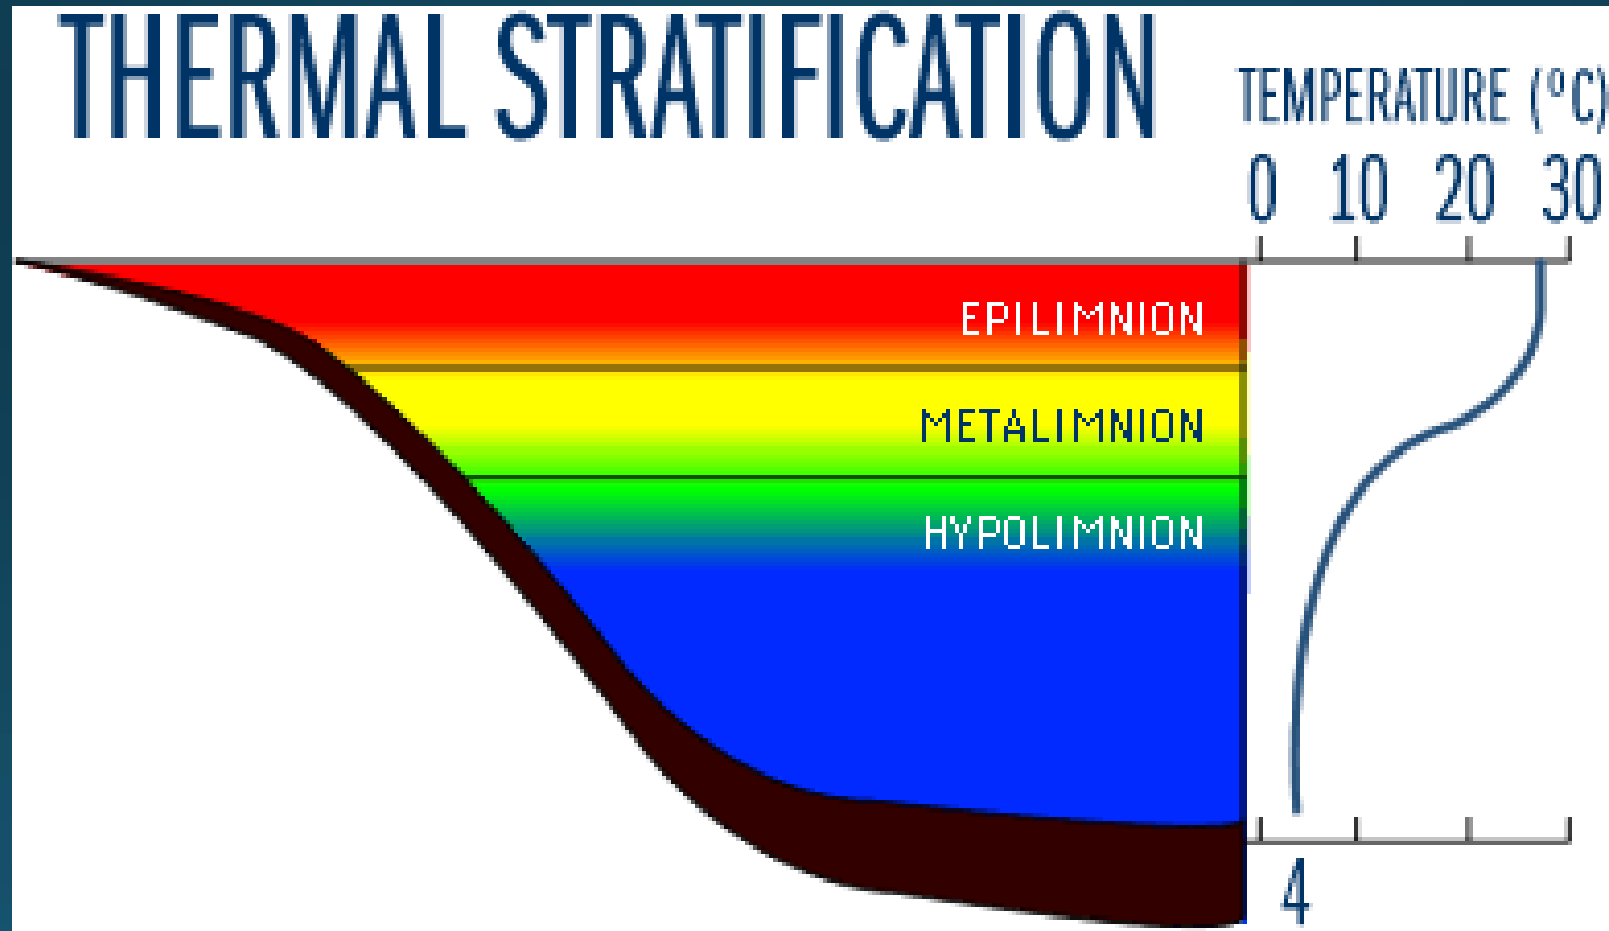 THERMAL STRATIFICATION
TEMPERATURE (°C)
0 10 20 30
EPILIMNION
METALIMNION
HYPOLIMNION
4